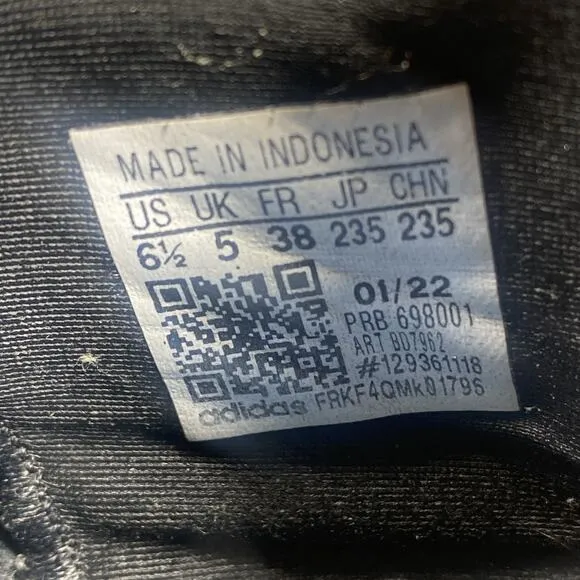 MADE IN INDONESIA
US UK FR JP CHN
6½ 5 38 235 235
01/22
PRB 698001
ART BD7962
#129361118
adidas FRKF4QMK01796